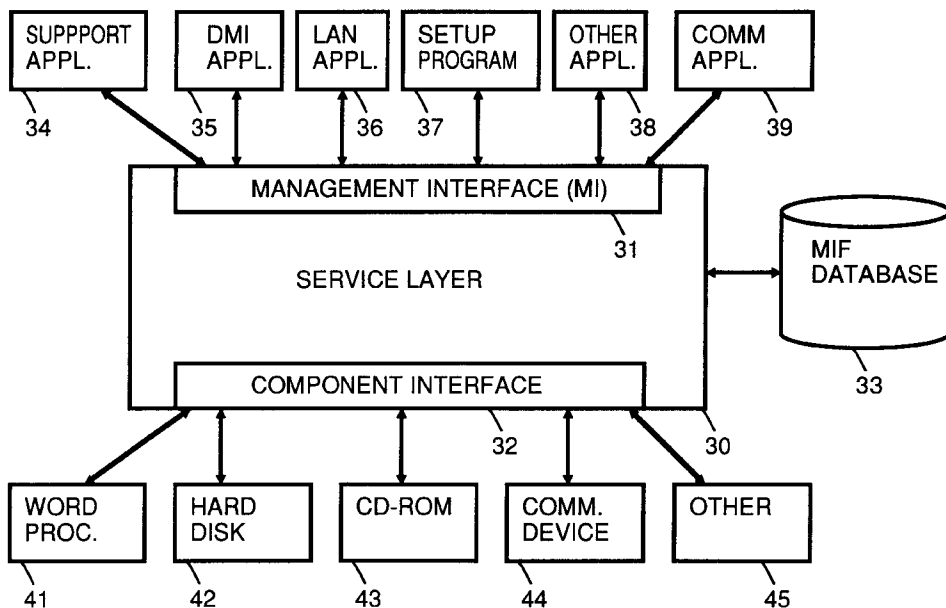 SUPPPORT
APPL.
DMI
APPL.
LAN
APPL.
SETUP
PROGRAM
OTHER
APPL.
COMM
APPL.
34
35
36
37
38
39
MANAGEMENT INTERFACE (MI)
31
SERVICE LAYER
MIF
DATABASE
33
COMPONENT INTERFACE
32
30
WORD
PROC.
HARD
DISK
CD-ROM
COMM.
DEVICE
OTHER
41
42
43
44
45